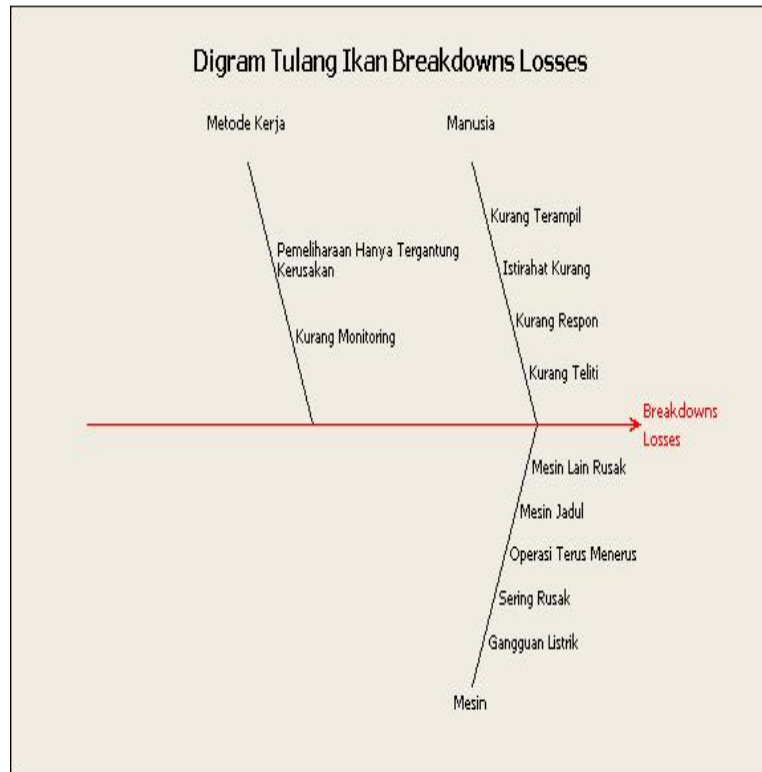 Digram Tulang Ikan Breakdowns Losses
Metode Kerja
Manusia
Kurang Terampil
Pemeliharaan Hanya Tergantung
Kerusakan
Istirahat Kurang
Kurang Respon
Kurang Monitoring
Kurang Teliti
Breakdowns
Losses
Mesin Lain Rusak
Mesin Jadul
Operasi Terus Menerus
Sering Rusak
Gangguan Listrik
Mesin